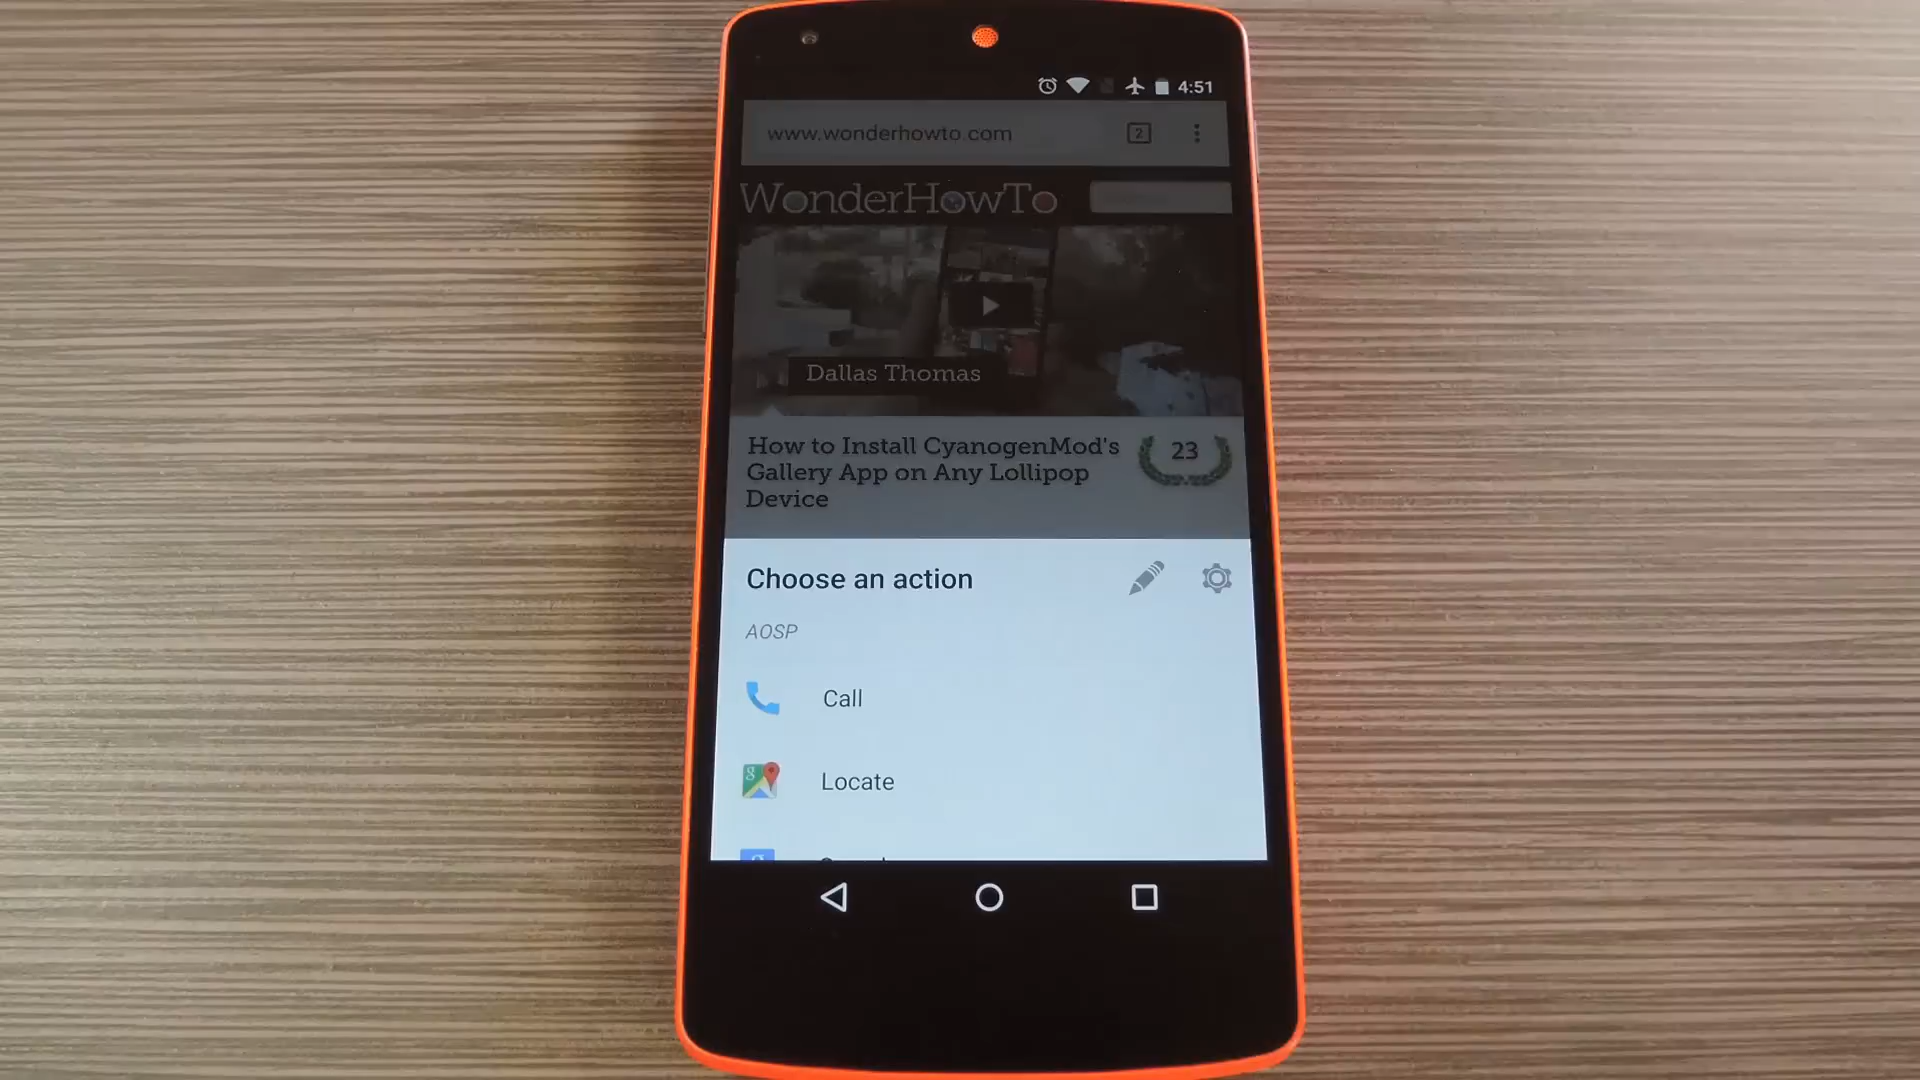 4:51
www.wonderhowto.com
2
WonderHowTo
Dallas Thomas
How to Install CyanogenMod's
Gallery App on Any Lollipop
Device
23
Choose an action
AOSP
Call
g
Locate
g